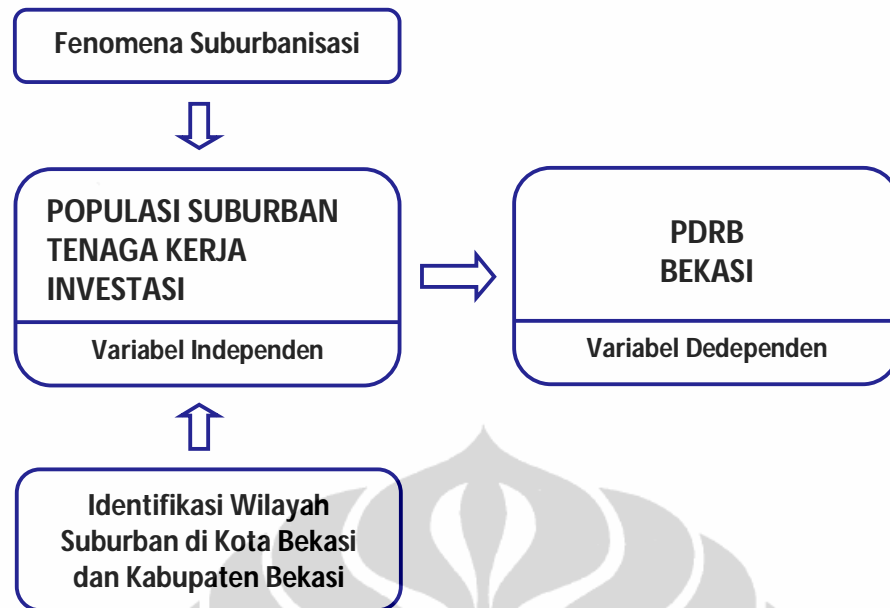 Fenomena Suburbanisasi
POPULASI SUBURBAN
TENAGA KERJA
INVESTASI
Variabel Independen
PDRB
BEKASI
Variabel Dedependen
Identifikasi Wilayah
Suburban di Kota Bekasi
dan Kabupaten Bekasi